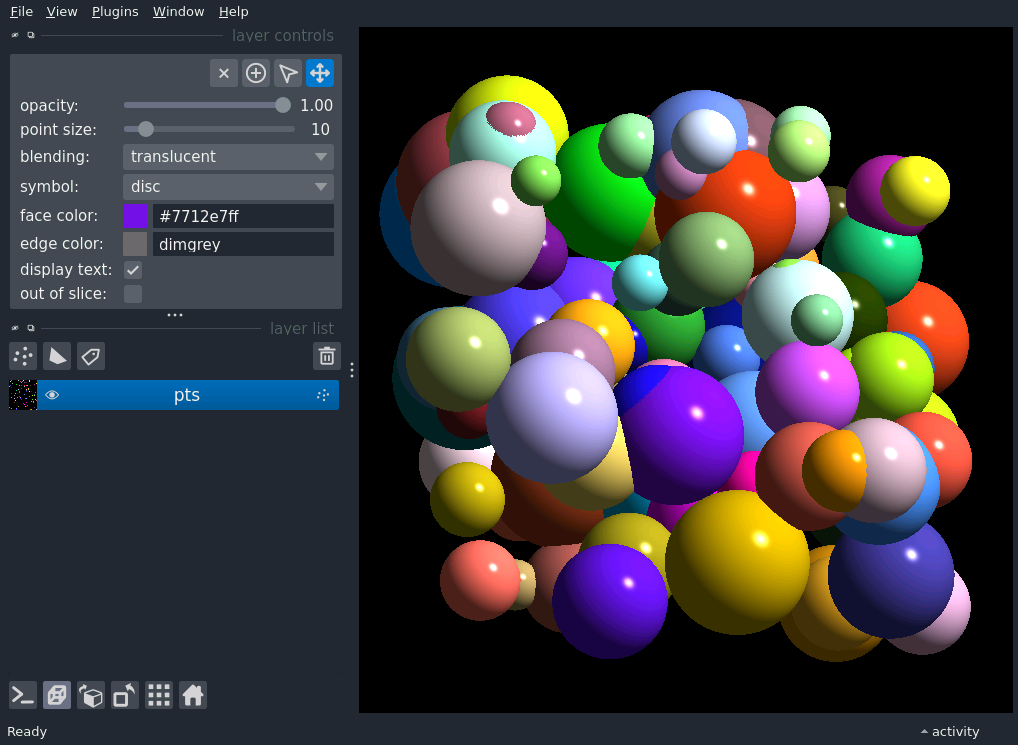 File View Plugins Window Help
layer controls
opacity: 1.00
point size: 10
blending: translucent
symbol: disc
face color: #7712e7ff
edge color: dimgrey
display text:
out of slice:
layer list
pts
Ready
activity